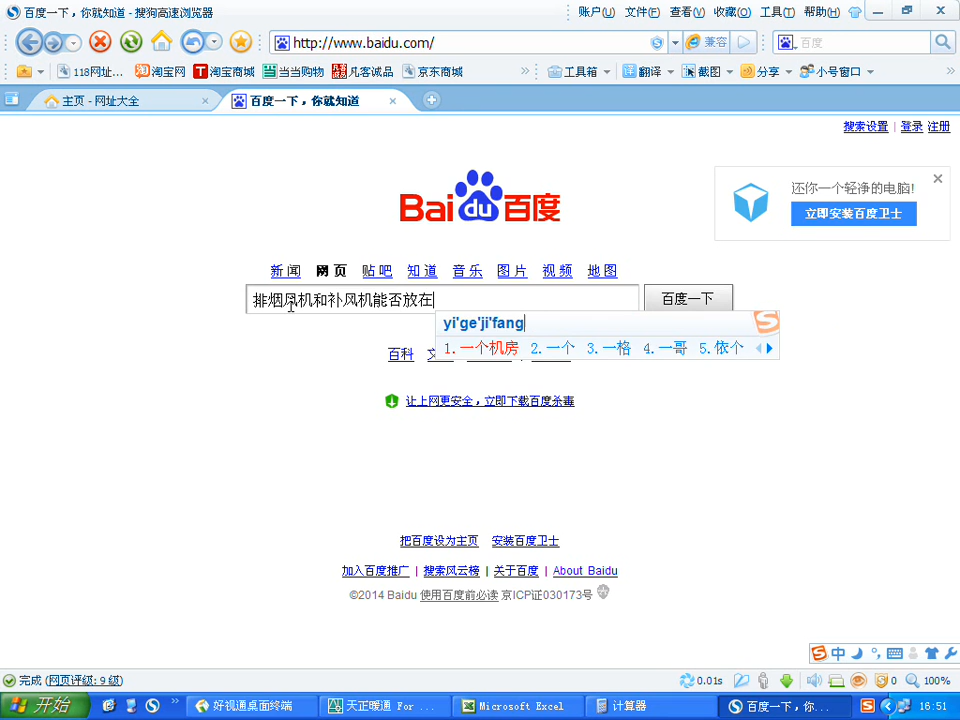 百度一下，你就知道 - 搜狗高速浏览器
账户(U) 文件(F) 查看(V) 收藏(O) 工具(T) 帮助(H)
http://www.baidu.com/ 兼容 百度
118网址... 淘宝网 淘宝商城 当当购物 凡客诚品 京东商城 » 工具箱 翻译 截图 分享 小号窗口 »
主页 - 网址大全 百度一下，你就知道
搜索设置 | 登录 注册
还你一个轻净的电脑!
立即安装百度卫士
Bai du 百度
新闻 网页 贴吧 知道 音乐 图片 视频 地图
排烟风机和补风机能否放在 百度一下
yi'ge'ji'fang
1.一个机房 2.一个 3.一格 4.一哥 5.依个
百科
让上网更安全，立即下载百度杀毒
把百度设为主页 安装百度卫士
加入百度推广 | 搜索风云榜 | 关于百度 | About Baidu
©2014 Baidu 使用百度前必读 京ICP证030173号
中
完成 (网页评级: 9 级) 0.01s 0 100%
开始 » 好视通桌面终端 天正暖通 For ... Microsoft Excel 计算器 百度一下，你... 16:51